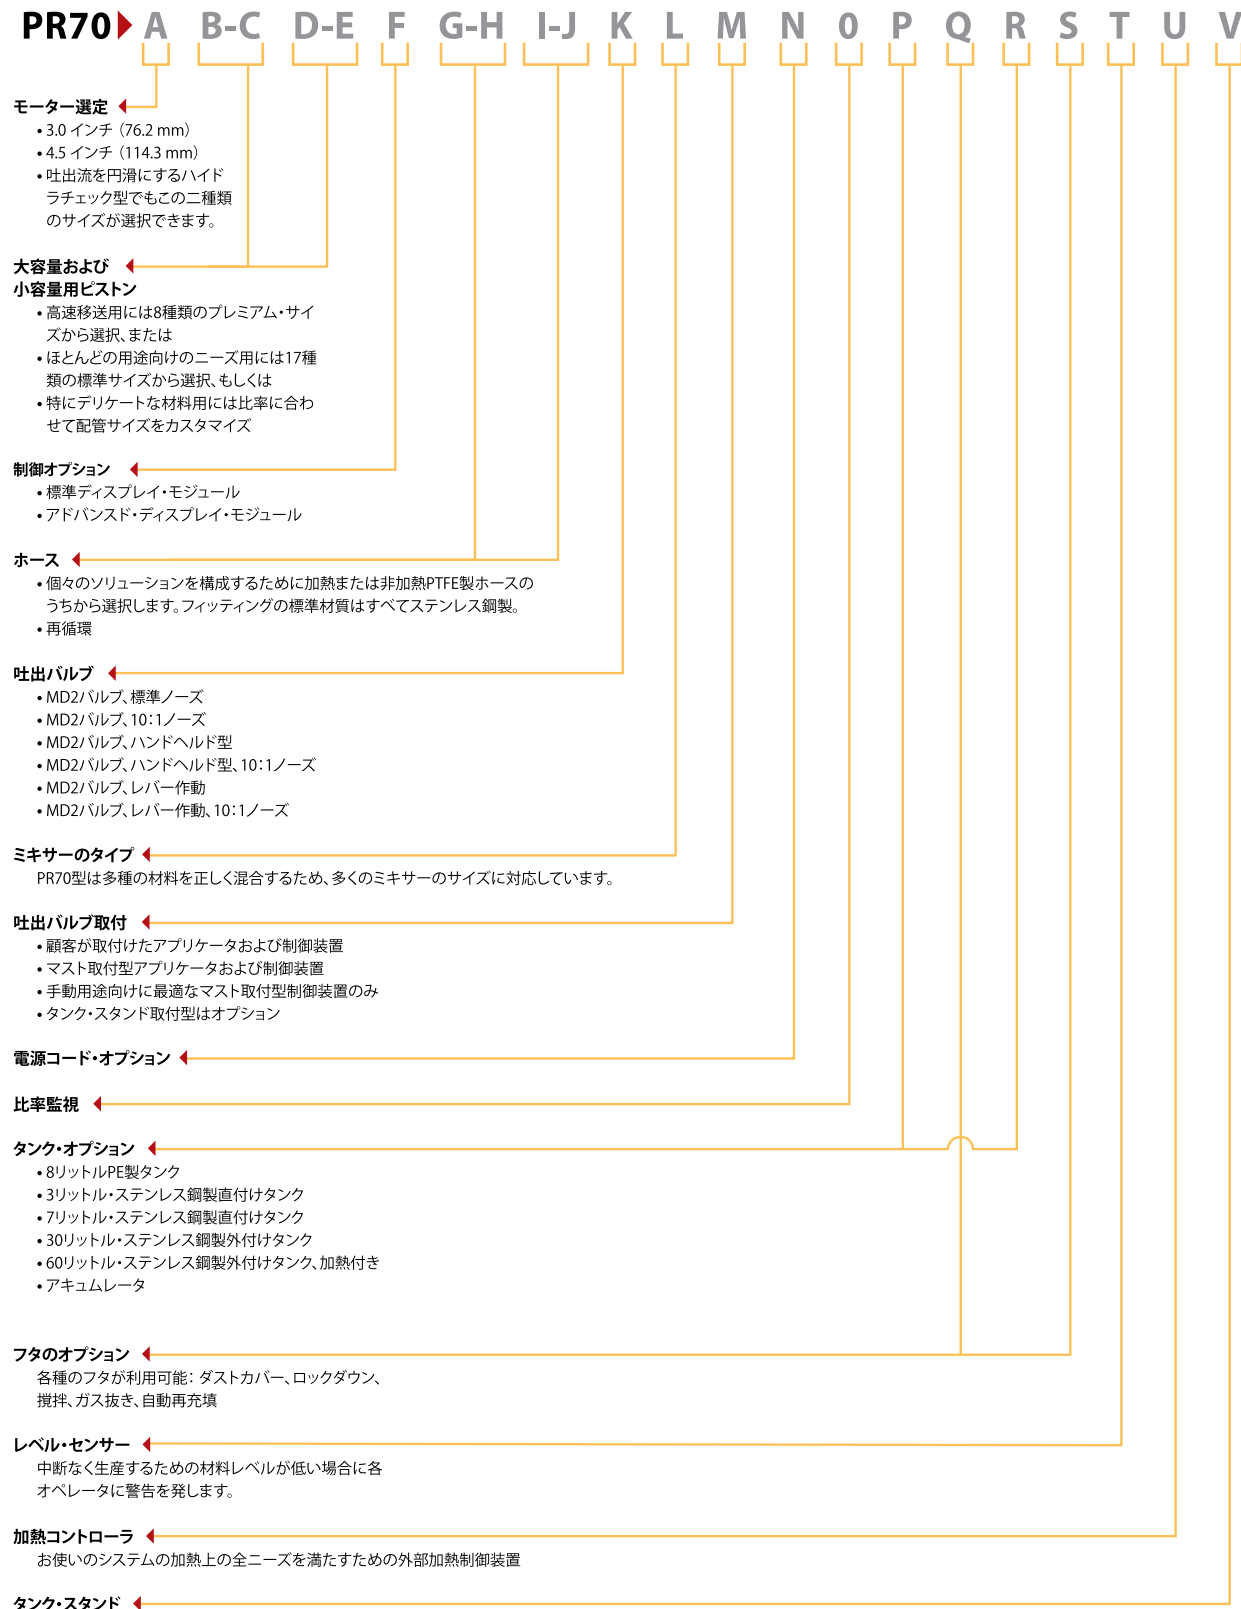 PR70 A B-C D-E F G-H I-J K L M N 0 P Q R S T U V
モーター選定
• 3.0 インチ（76.2 mm）
• 4.5 インチ（114.3 mm）
• 吐出流を円滑にするハイド
ラチェック型でもこの二種類
のサイズが選択できます。
大容量および
小容量用ピストン
• 高速移送用には8種類のプレミアム・サイ
ズから選択、または
• ほとんどの用途向けのニーズ用には17種
類の標準サイズから選択、もしくは
• 特にデリケートな材料用には比率に合わ
せて配管サイズをカスタマイズ
制御オプション
• 標準ディスプレイ・モジュール
• アドバンスド・ディスプレイ・モジュール
ホース
• 個々のソリューションを構成するために加熱または非加熱PTFE製ホースの
うちから選択します。フィッティングの標準材質はすべてステンレス鋼製。
• 再循環
吐出バルブ
• MD2バルブ、標準ノーズ
• MD2バルブ、10：1ノーズ
• MD2バルブ、ハンドヘルド型
• MD2バルブ、ハンドヘルド型、10：1ノーズ
• MD2バルブ、レバー作動
• MD2バルブ、レバー作動、10：1ノーズ
ミキサーのタイプ
PR70型は多種の材料を正しく混合するため、多くのミキサーのサイズに対応しています。
吐出バルブ取付
• 顧客が取付けたアプリケータおよび制御装置
• マスト取付型アプリケータおよび制御装置
• 手動用途向けに最適なマスト取付型制御装置のみ
• タンク・スタンド取付型はオプション
電源コード・オプション
比率監視
タンク・オプション
• 8リットルPE製タンク
• 3リットル・ステンレス鋼製直付けタンク
• 7リットル・ステンレス鋼製直付けタンク
• 30リットル・ステンレス鋼製外付けタンク
• 60リットル・ステンレス鋼製外付けタンク、加熱付き
• アキュムレータ
フタのオプション
各種のフタが利用可能：ダストカバー、ロックダウン、
撹拌、ガス抜き、自動再充填
レベル・センサー
中断なく生産するための材料レベルが低い場合に各
オペレータに警告を発します。
加熱コントローラ
お使いのシステムの加熱上の全ニーズを満たすための外部加熱制御装置
タンク・スタンド